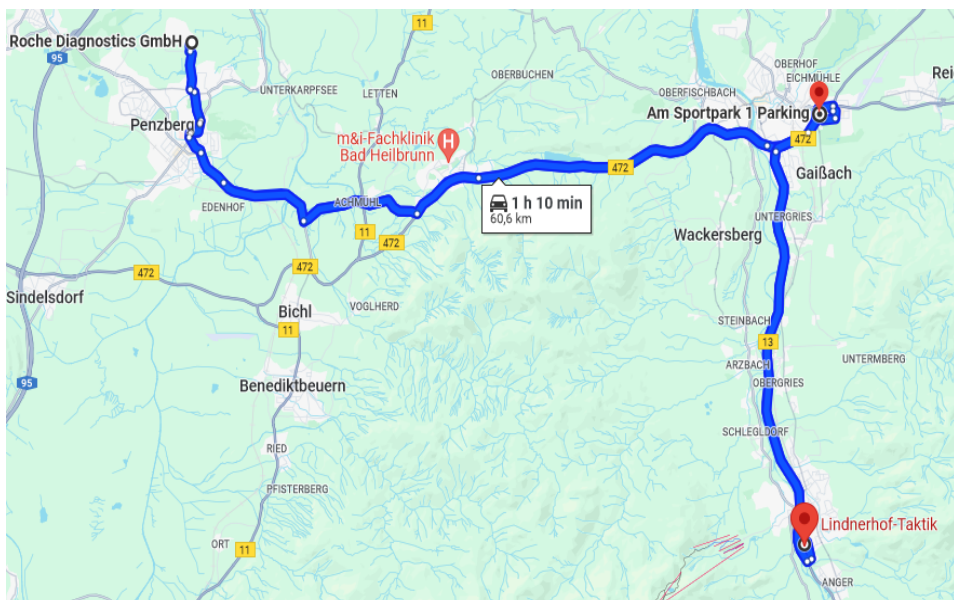 Roche Diagnostics GmbH
95
UNTERKARPFSEE
LETTEN
11
OBERBUCHEN
OBERFISCHBACH
OBERHOF
EICHMÜHLE
Am Sportpark 1 Parking
472
Penzberg
m&i-Fachklinik
Bad Heilbrunn
H
472
Gaißach
EDENHOF
ACHMÜHL
11
472
1 h 10 min
60,6 km
UNTERGRIES
Wackersberg
472
472
Sindelsdorf
Bichl
VOGLHERD
11
STEINBACH
13
UNTERMBERG
ARZBACH
OBERGRIES
95
Benediktbeuern
SCHLEGLDORF
RIED
PFISTERBERG
Lindnerhof-Taktik
ORT
11
ANGER